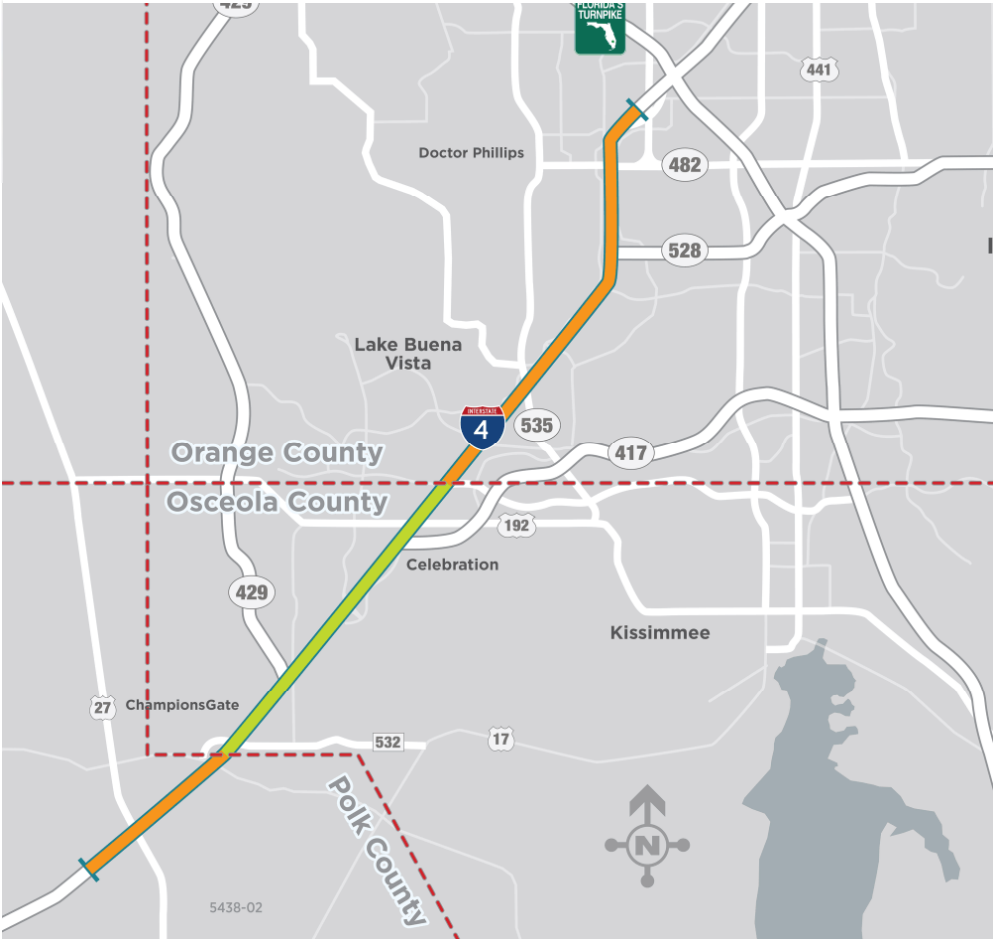 429
FLORIDA'S
TURNPIKE
441
Doctor Phillips
482
528
Lake Buena
Vista
INTERSTATE
4
535
417
Orange County
Osceola County
192
Celebration
429
Kissimmee
27
ChampionsGate
532
17
Polk County
N
5438-02